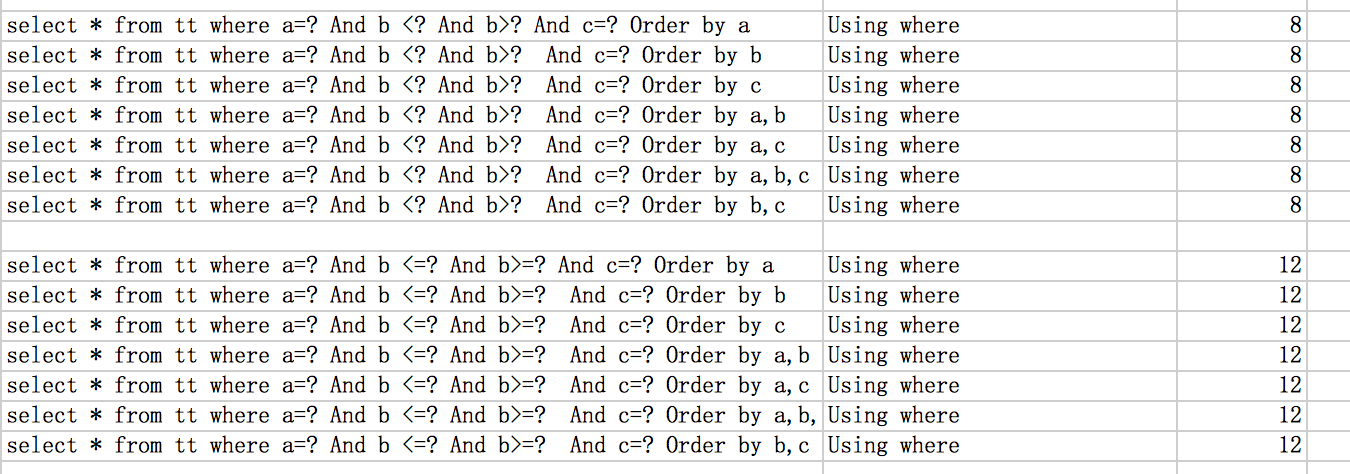 select * from tt where a=? And b <? And b>? And c=? Order by a Using where 8
select * from tt where a=? And b <? And b>?  And c=? Order by b Using where 8
select * from tt where a=? And b <? And b>?  And c=? Order by c Using where 8
select * from tt where a=? And b <? And b>?  And c=? Order by a,b Using where 8
select * from tt where a=? And b <? And b>?  And c=? Order by a,c Using where 8
select * from tt where a=? And b <? And b>?  And c=? Order by a,b,c Using where 8
select * from tt where a=? And b <? And b>?  And c=? Order by b,c Using where 8
select * from tt where a=? And b <=? And b>=? And c=? Order by a Using where 12
select * from tt where a=? And b <=? And b>=?  And c=? Order by b Using where 12
select * from tt where a=? And b <=? And b>=?  And c=? Order by c Using where 12
select * from tt where a=? And b <=? And b>=?  And c=? Order by a,b Using where 12
select * from tt where a=? And b <=? And b>=?  And c=? Order by a,c Using where 12
select * from tt where a=? And b <=? And b>=?  And c=? Order by a,b, Using where 12
select * from tt where a=? And b <=? And b>=?  And c=? Order by b,c Using where 12